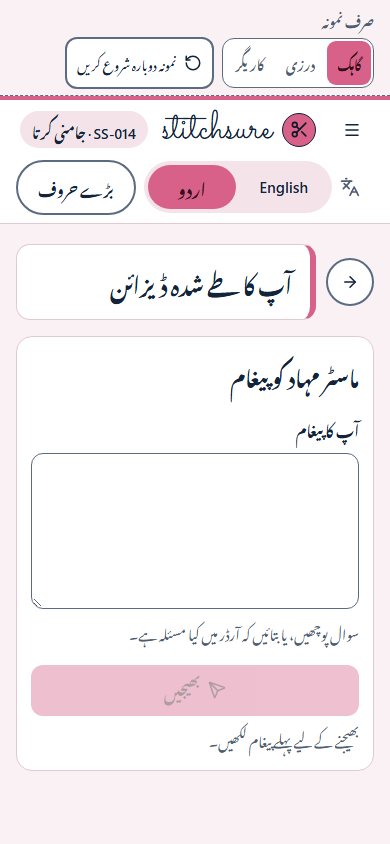 صرف نمونہ
گاہک
درزی
کاریگر
نمونہ دوبارہ شروع کریں
stitchsure
SS-014 · جامنی کرتا
English
اردو
بڑے حروف
آپ کا طے شدہ ڈیزائن
ماسٹر مہاد کو پیغام
آپ کا پیغام
سوال پوچھیں، یا بتائیں کہ آرڈر میں کیا مسئلہ ہے۔
بھیجیں
بھیجنے کے لیے پہلے پیغام لکھیں۔